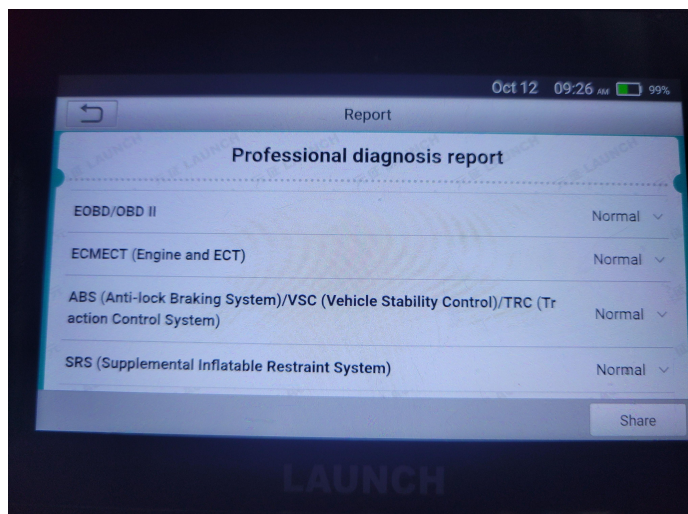 Oct 12 09:26 AM 99%
Report
Professional diagnosis report
EOBD/OBD II Normal
ECMECT (Engine and ECT) Normal
ABS (Anti-lock Braking System)/VSC (Vehicle Stability Control)/TRC (Tr
action Control System) Normal
SRS (Supplemental Inflatable Restraint System) Normal
Share
LAUNCH